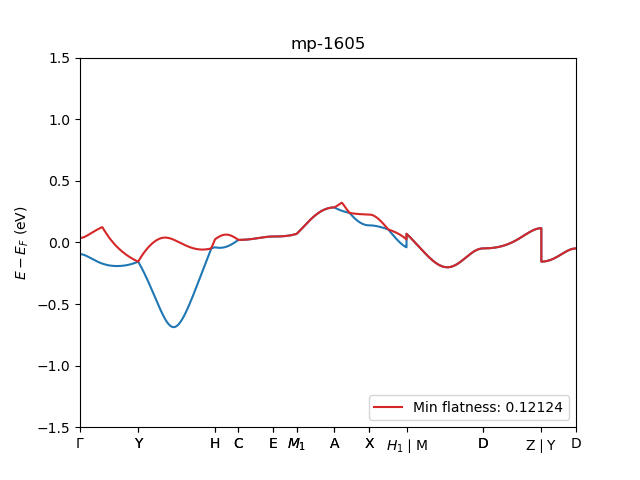 mp-1605
1.5
1.0
0.5
0.0
−0.5
−1.0
−1.5
E − E_F (eV)
Min flatness: 0.12124
Γ Y H C E M_1 A X H_1 | M D Z | Y D